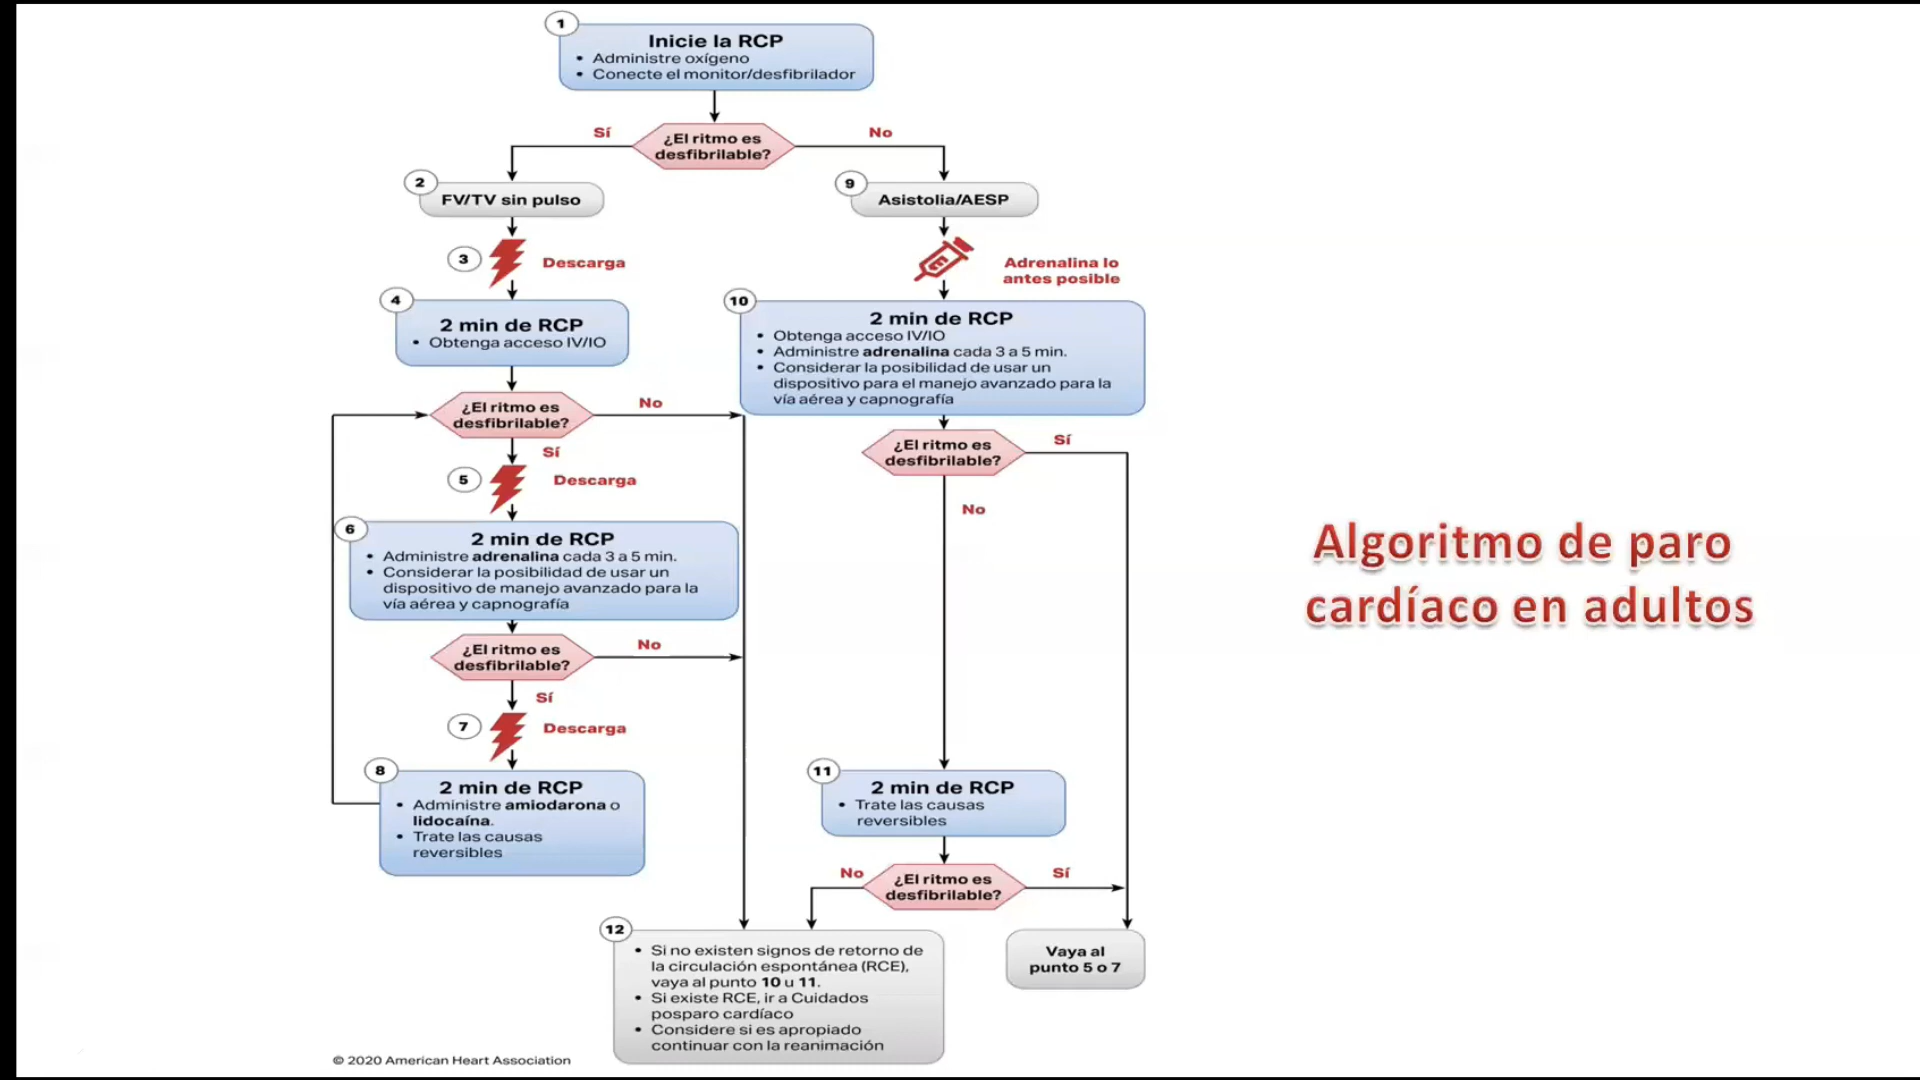 1
Inicie la RCP
• Administre oxígeno
• Conecte el monitor/desfibrilador
¿El ritmo es
desfibrilable?
Sí
No
2
FV/TV sin pulso
3
Descarga
4
2 min de RCP
• Obtenga acceso IV/IO
¿El ritmo es
desfibrilable?
No
Sí
5
Descarga
6
2 min de RCP
• Administre adrenalina cada 3 a 5 min.
• Considerar la posibilidad de usar un
dispositivo de manejo avanzado para la
vía aérea y capnografía
¿El ritmo es
desfibrilable?
No
Sí
7
Descarga
8
2 min de RCP
• Administre amiodarona o
lidocaína.
• Trate las causas
reversibles
9
Asistolia/AESP
E
Adrenalina lo
antes posible
10
2 min de RCP
• Obtenga acceso IV/IO
• Administre adrenalina cada 3 a 5 min.
• Considerar la posibilidad de usar un
dispositivo para el manejo avanzado para la
vía aérea y capnografía
¿El ritmo es
desfibrilable?
Sí
No
11
2 min de RCP
• Trate las causas
reversibles
¿El ritmo es
desfibrilable?
No
Sí
12
• Si no existen signos de retorno de
la circulación espontánea (RCE),
vaya al punto 10 u 11.
• Si existe RCE, ir a Cuidados
posparo cardíaco
• Considere si es apropiado
continuar con la reanimación
Vaya al
punto 5 o 7
© 2020 American Heart Association
Algoritmo de paro
cardíaco en adultos